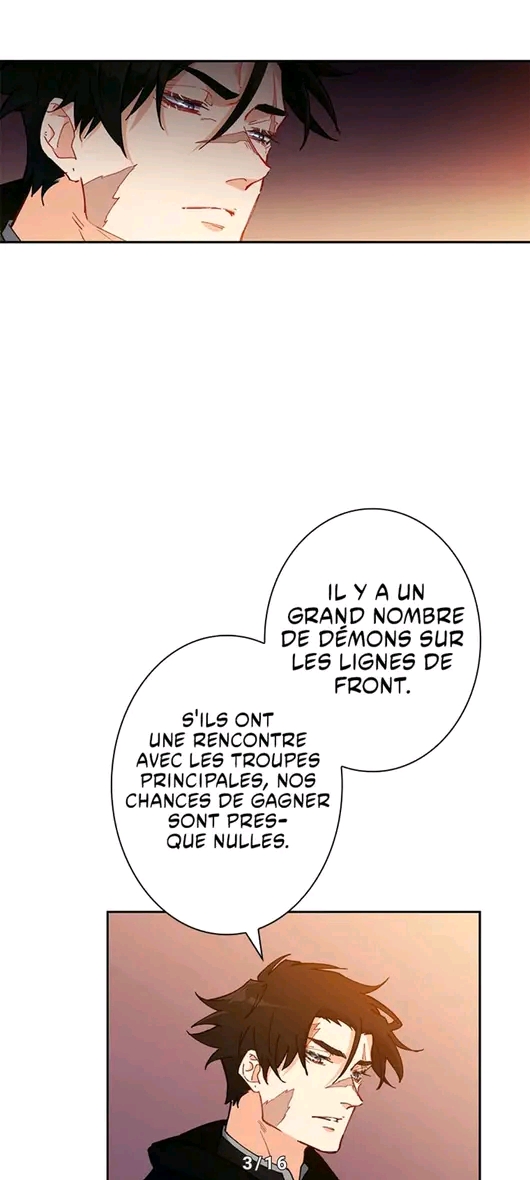 IL Y A UN
GRAND NOMBRE
DE DÉMONS SUR
LES LIGNES DE
FRONT.
S'ILS ONT
UNE RENCONTRE
AVEC LES TROUPES
PRINCIPALES, NOS
CHANCES DE GAGNER
SONT PRES-
QUE NULLES.
3/16